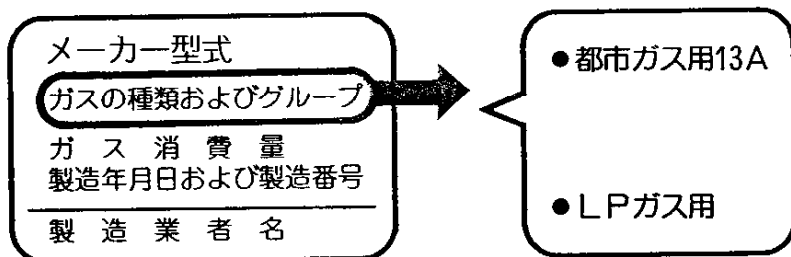 メーカー型式
ガスの種類およびグループ
ガス消費量
製造年月日および製造番号
製造業者名
●都市ガス用13A
●LPガス用